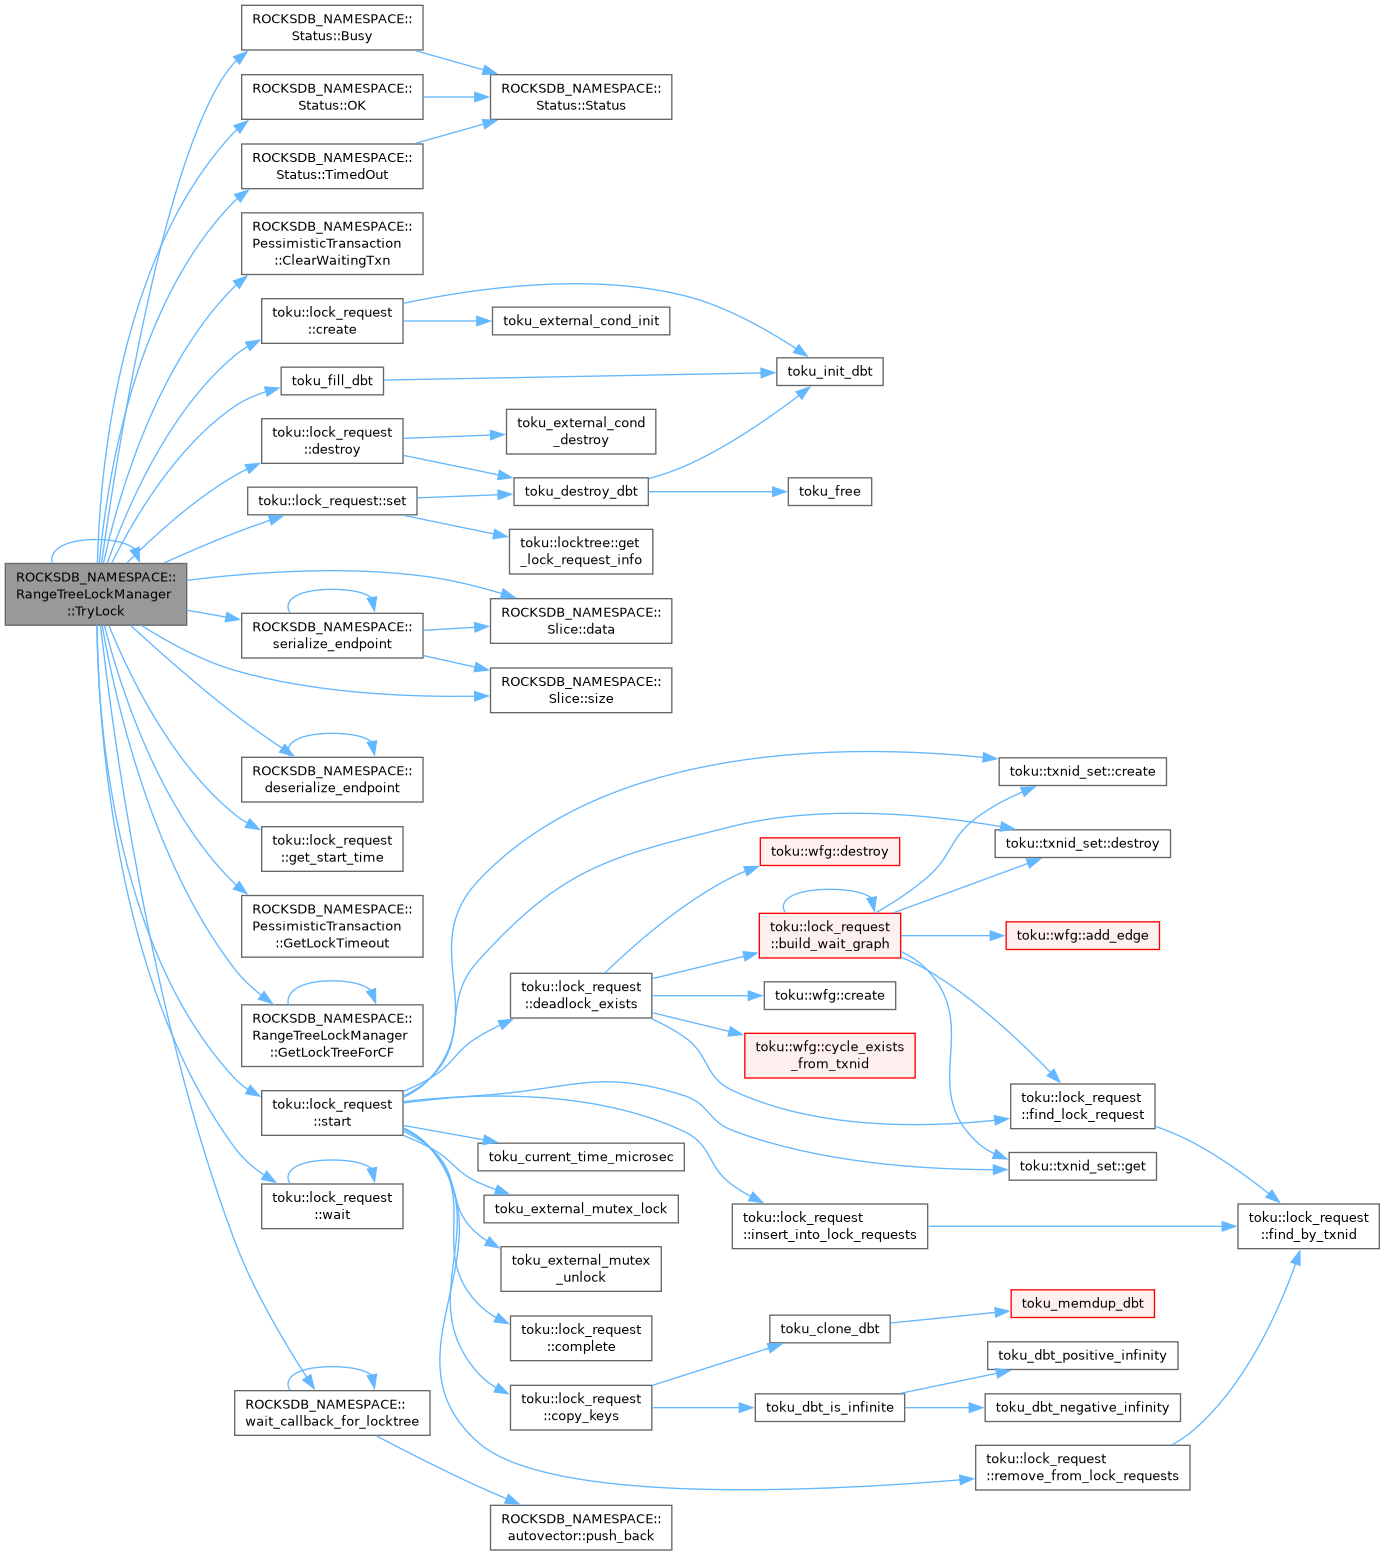 ROCKSDB_NAMESPACE::
Status::Busy
ROCKSDB_NAMESPACE::
Status::OK
ROCKSDB_NAMESPACE::
Status::Status
ROCKSDB_NAMESPACE::
Status::TimedOut
ROCKSDB_NAMESPACE::
PessimisticTransaction
::ClearWaitingTxn
toku::lock_request
::create
toku_external_cond_init
toku_init_dbt
toku_fill_dbt
toku::lock_request
::destroy
toku_external_cond
_destroy
toku::lock_request::set
toku_destroy_dbt
toku_free
toku::locktree::get
_lock_request_info
ROCKSDB_NAMESPACE::
RangeTreeLockManager
::TryLock
ROCKSDB_NAMESPACE::
Slice::data
ROCKSDB_NAMESPACE::
serialize_endpoint
ROCKSDB_NAMESPACE::
Slice::size
ROCKSDB_NAMESPACE::
deserialize_endpoint
toku::txnid_set::create
toku::lock_request
::get_start_time
toku::wfg::destroy
toku::txnid_set::destroy
ROCKSDB_NAMESPACE::
PessimisticTransaction
::GetLockTimeout
toku::lock_request
::build_wait_graph
toku::wfg::add_edge
toku::lock_request
::deadlock_exists
toku::wfg::create
ROCKSDB_NAMESPACE::
RangeTreeLockManager
::GetLockTreeForCF
toku::wfg::cycle_exists
_from_txnid
toku::lock_request
::start
toku::lock_request
::find_lock_request
toku_current_time_microsec
toku::txnid_set::get
toku::lock_request
::wait
toku_external_mutex_lock
toku::lock_request
::insert_into_lock_requests
toku::lock_request
::find_by_txnid
toku_external_mutex
_unlock
toku::lock_request
::complete
toku_clone_dbt
toku_memdup_dbt
toku_dbt_positive_infinity
ROCKSDB_NAMESPACE::
wait_callback_for_locktree
toku::lock_request
::copy_keys
toku_dbt_is_infinite
toku_dbt_negative_infinity
toku::lock_request
::remove_from_lock_requests
ROCKSDB_NAMESPACE::
autovector::push_back